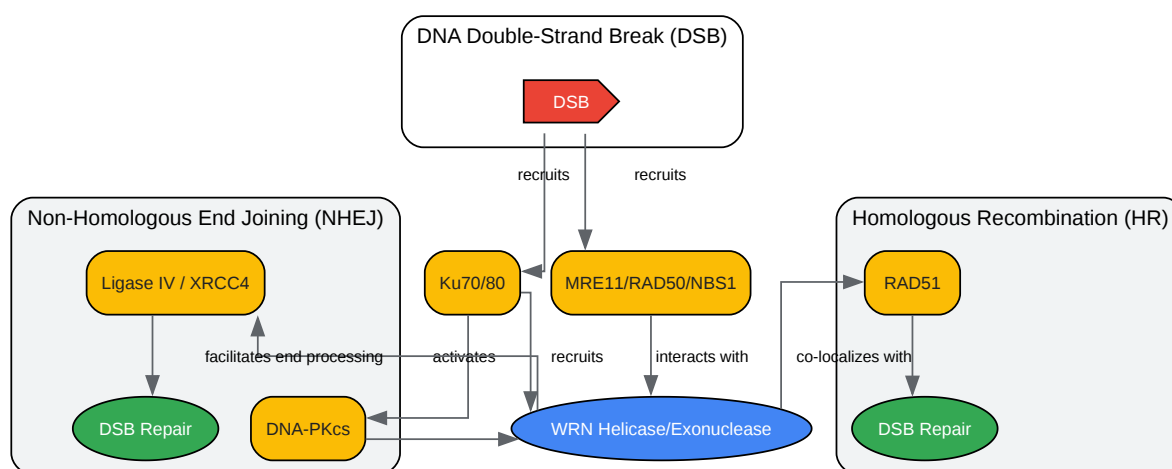 DNA Double-Strand Break (DSB)
DSB
recruits
recruits
Non-Homologous End Joining (NHEJ)
Homologous Recombination (HR)
Ligase IV / XRCC4
Ku70/80
MRE11/RAD50/NBS1
RAD51
facilitates end processing
activates
recruits
interacts with
co-localizes with
DSB Repair
DNA-PKcs
WRN Helicase/Exonuclease
DSB Repair